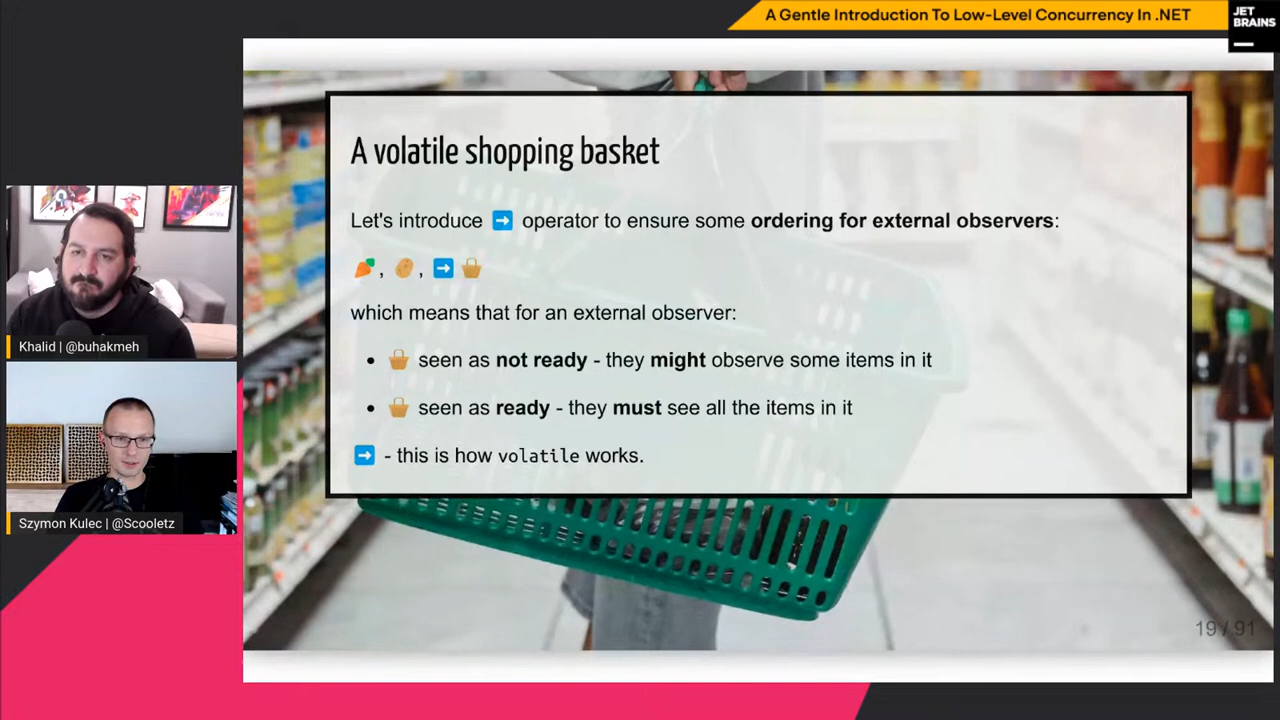 A Gentle Introduction To Low-Level Concurrency In .NET
JET
BRAINS
A volatile shopping basket
Let's introduce ➡️ operator to ensure some ordering for external observers:
🥕, 🥔, ➡️ 🧺
which means that for an external observer:
• 🧺 seen as not ready - they might observe some items in it
• 🧺 seen as ready - they must see all the items in it
➡️ - this is how volatile works.
19 / 91
Khalid | @buhakmeh
Szymon Kulec | @Scooletz